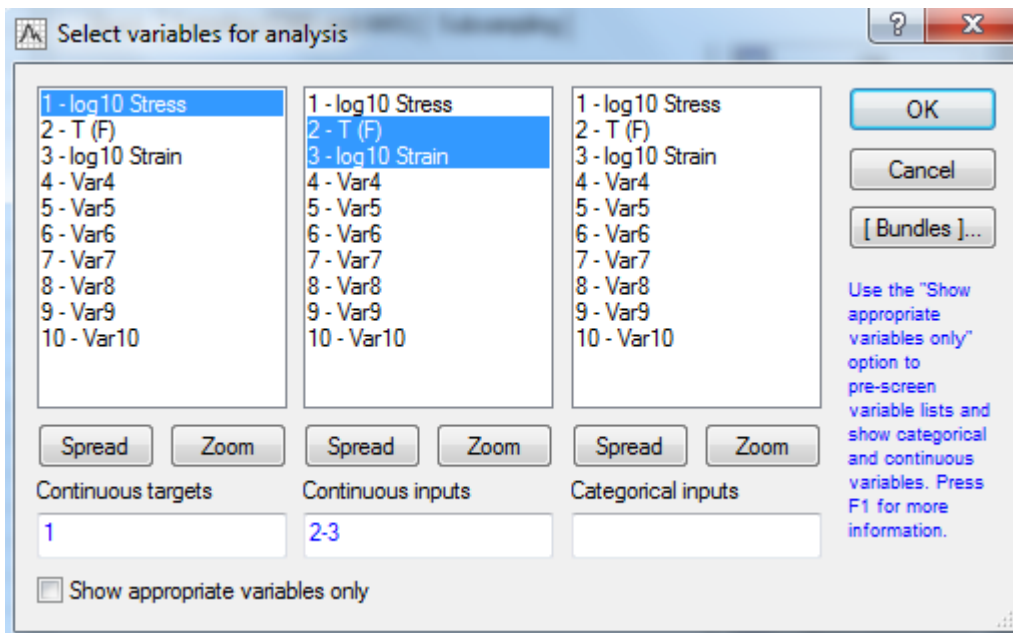 Select variables for analysis
1 - log10 Stress
2 - T (F)
3 - log10 Strain
4 - Var4
5 - Var5
6 - Var6
7 - Var7
8 - Var8
9 - Var9
10 - Var10
1 - log10 Stress
2 - T (F)
3 - log10 Strain
4 - Var4
5 - Var5
6 - Var6
7 - Var7
8 - Var8
9 - Var9
10 - Var10
1 - log10 Stress
2 - T (F)
3 - log10 Strain
4 - Var4
5 - Var5
6 - Var6
7 - Var7
8 - Var8
9 - Var9
10 - Var10
OK
Cancel
[ Bundles ]...
Use the "Show
appropriate
variables only"
option to
pre-screen
variable lists and
show categorical
and continuous
variables. Press
F1 for more
information.
Spread Zoom
Spread Zoom
Spread Zoom
Continuous targets
Continuous inputs
Categorical inputs
1
2-3
Show appropriate variables only